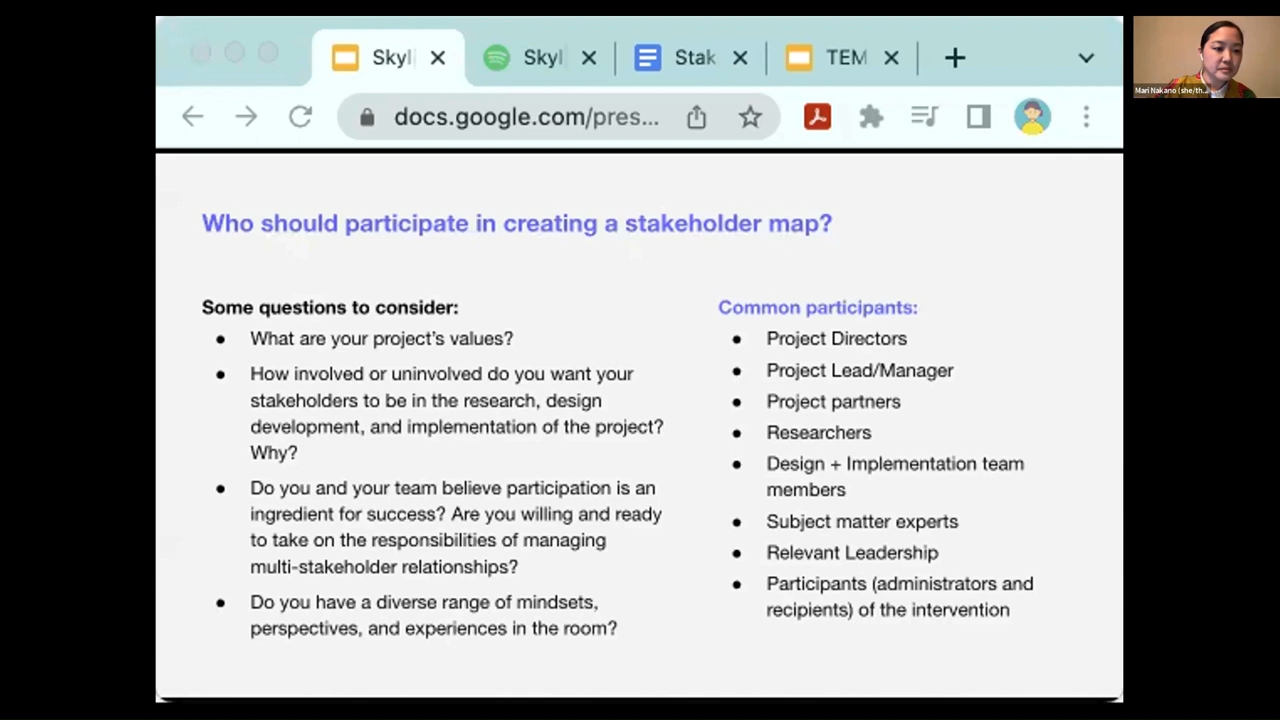 Skyl
Skyl
Stak
TEM
docs.google.com/pres...
Mari Nakano (she/th...
Who should participate in creating a stakeholder map?
Some questions to consider:
● What are your project's values?
● How involved or uninvolved do you want your
stakeholders to be in the research, design
development, and implementation of the project?
Why?
● Do you and your team believe participation is an
ingredient for success? Are you willing and ready
to take on the responsibilities of managing
multi-stakeholder relationships?
● Do you have a diverse range of mindsets,
perspectives, and experiences in the room?
Common participants:
● Project Directors
● Project Lead/Manager
● Project partners
● Researchers
● Design + Implementation team
members
● Subject matter experts
● Relevant Leadership
● Participants (administrators and
recipients) of the intervention